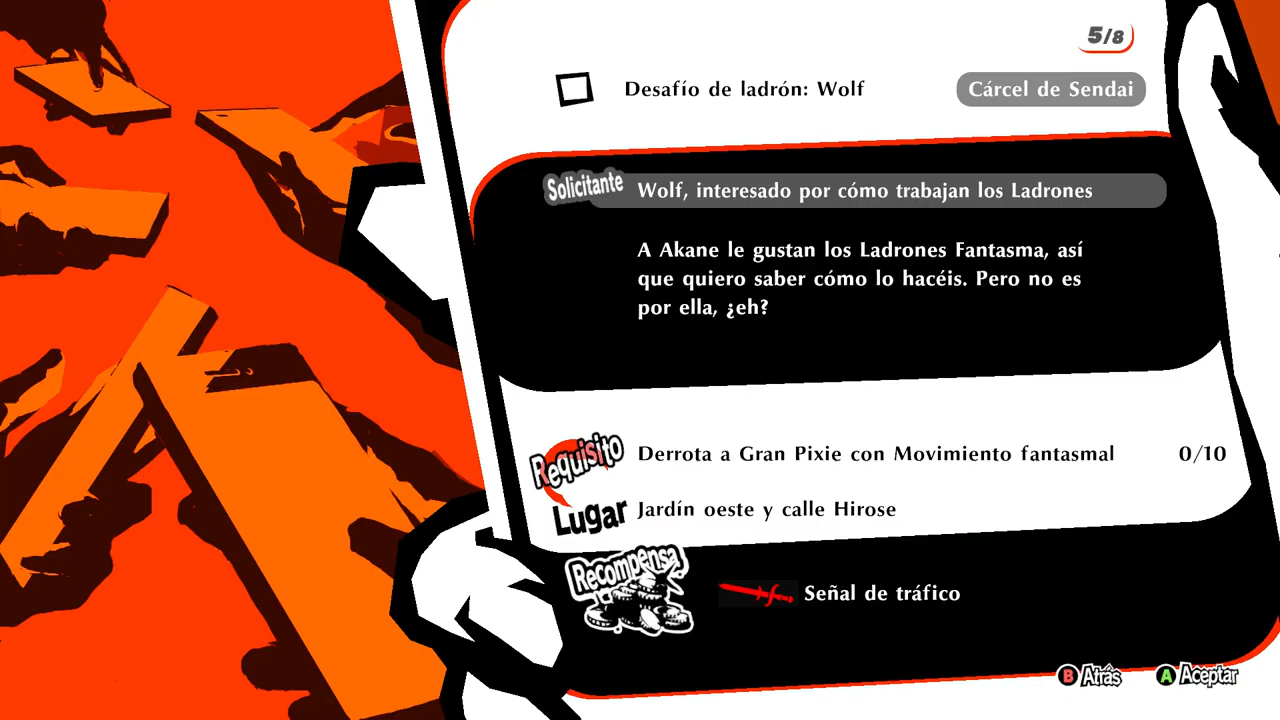 5/8
Desafío de ladrón: Wolf
Cárcel de Sendai
Solicitante
Wolf, interesado por cómo trabajan los Ladrones
A Akane le gustan los Ladrones Fantasma, así
que quiero saber cómo lo hacéis. Pero no es
por ella, ¿eh?
Requisito
Derrota a Gran Pixie con Movimiento fantasmal
0/10
Lugar
Jardín oeste y calle Hirose
Recompensa
Señal de tráfico
B Atrás
A Aceptar